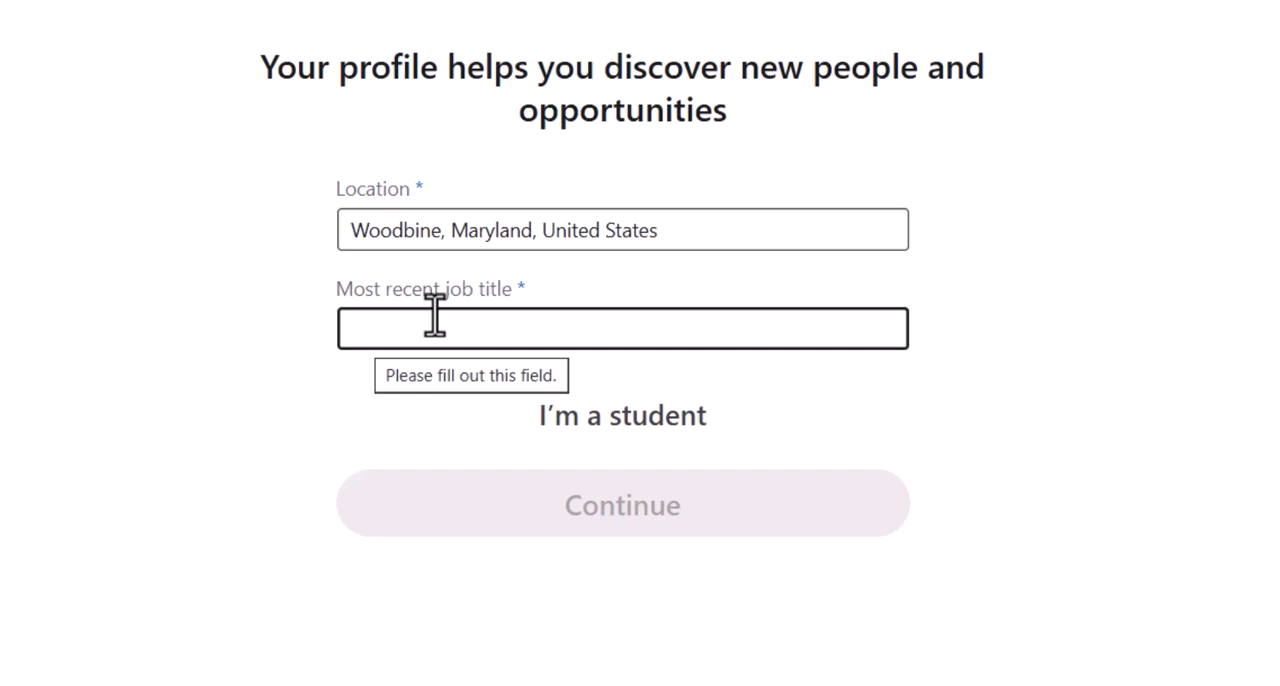 Your profile helps you discover new people and
opportunities
Location *
Woodbine, Maryland, United States
Most recent job title *
Please fill out this field.
I’m a student
Continue